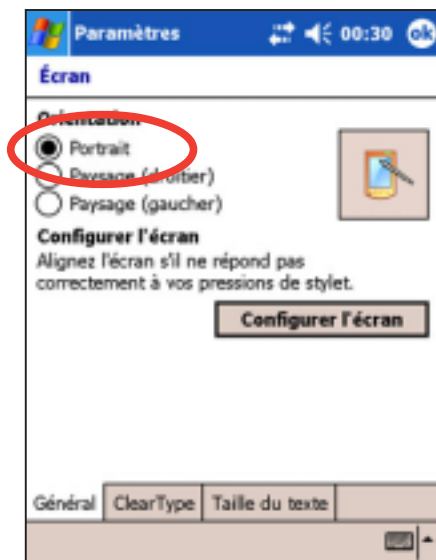 Paramètres 00:30 ok
Écran
Orientation
Portrait
Paysage (droitier)
Paysage (gaucher)
Configurer l'écran
Alignez l'écran s'il ne répond pas
correctement à vos pressions de stylet.
Configurer l'écran
Général ClearType Taille du texte